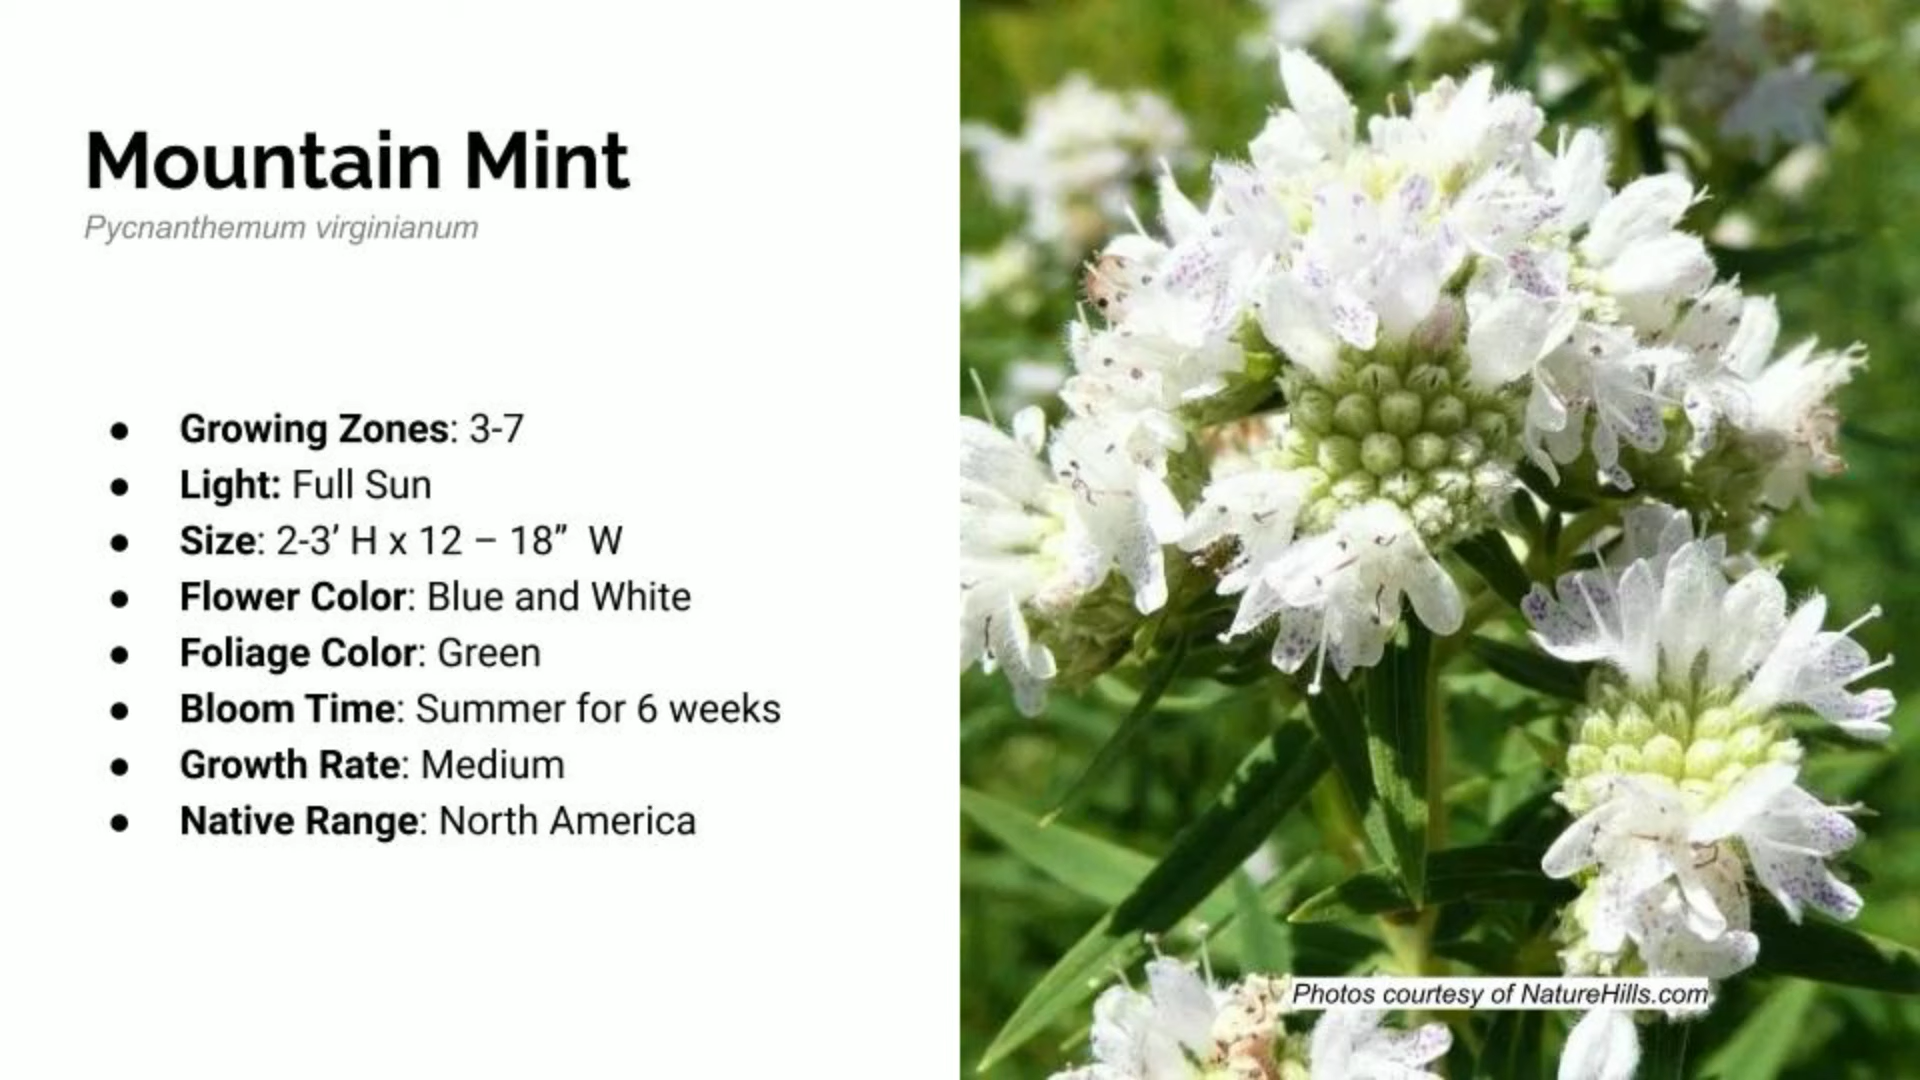 Mountain Mint
Pycnanthemum virginianum
● Growing Zones: 3-7
● Light: Full Sun
● Size: 2-3’ H x 12 – 18”  W
● Flower Color: Blue and White
● Foliage Color: Green
● Bloom Time: Summer for 6 weeks
● Growth Rate: Medium
● Native Range: North America
Photos courtesy of NatureHills.com